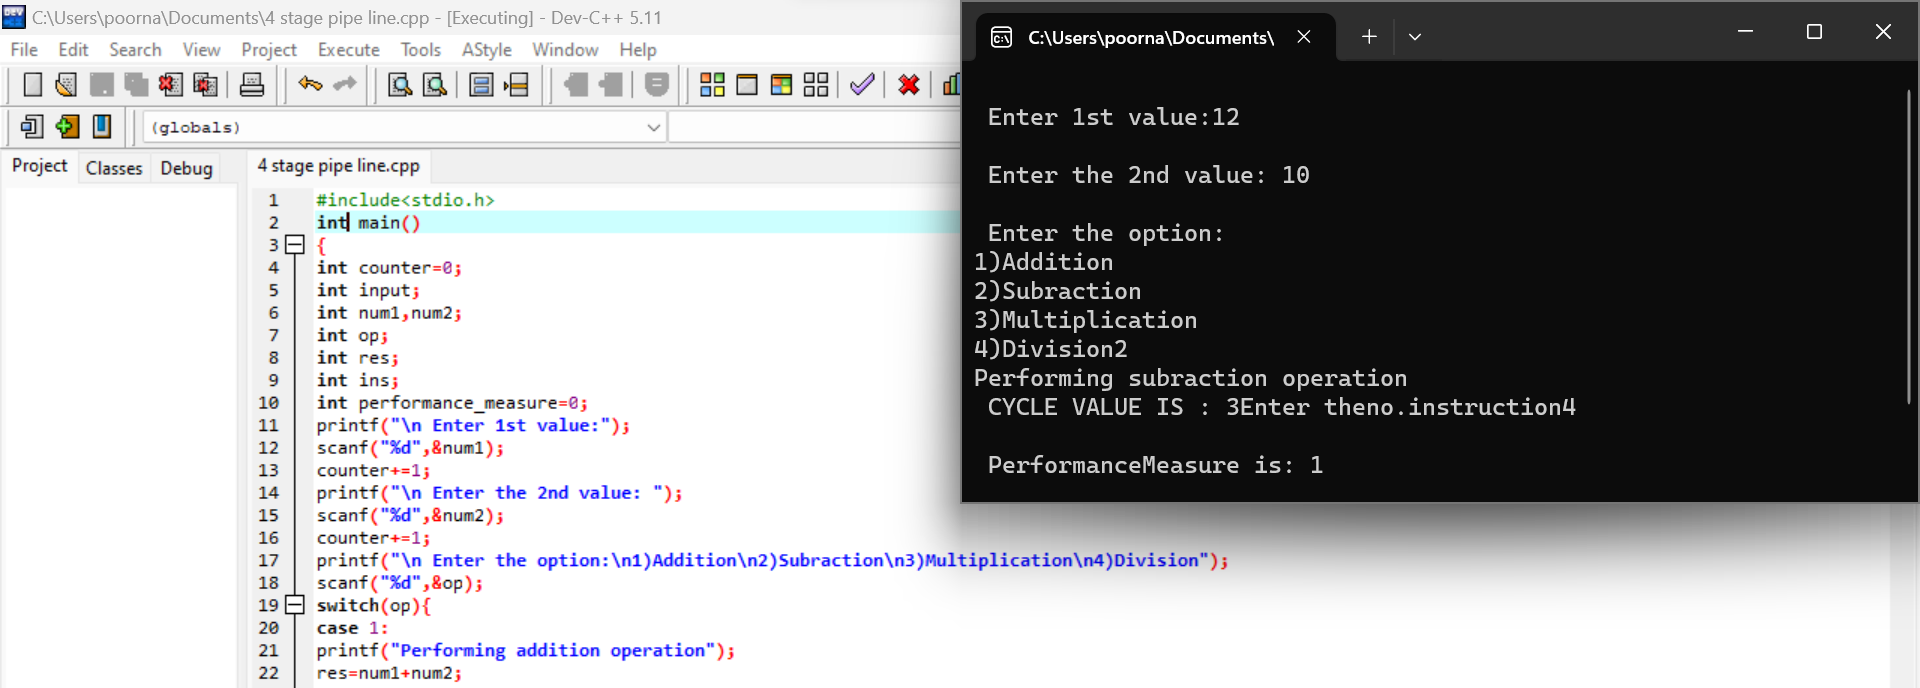 C:\Users\poorna\Documents\4 stage pipe line.cpp - [Executing] - Dev-C++ 5.11
File Edit Search View Project Execute Tools AStyle Window Help
(globals)
Project Classes Debug
4 stage pipe line.cpp
1 #include<stdio.h>
2 int main()
3 {
4 int counter=0;
5 int input;
6 int num1,num2;
7 int op;
8 int res;
9 int ins;
10 int performance_measure=0;
11 printf("\n Enter 1st value:");
12 scanf("%d",&num1);
13 counter+=1;
14 printf("\n Enter the 2nd value: ");
15 scanf("%d",&num2);
16 counter+=1;
17 printf("\n Enter the option:\n1)Addition\n2)Subraction\n3)Multiplication\n4)Division");
18 scanf("%d",&op);
19 switch(op){
20 case 1:
21 printf("Performing addition operation");
22 res=num1+num2;
C:\Users\poorna\Documents\
Enter 1st value:12
Enter the 2nd value: 10
Enter the option:
1)Addition
2)Subraction
3)Multiplication
4)Division2
Performing subraction operation
CYCLE VALUE IS : 3Enter theno.instruction4
PerformanceMeasure is: 1